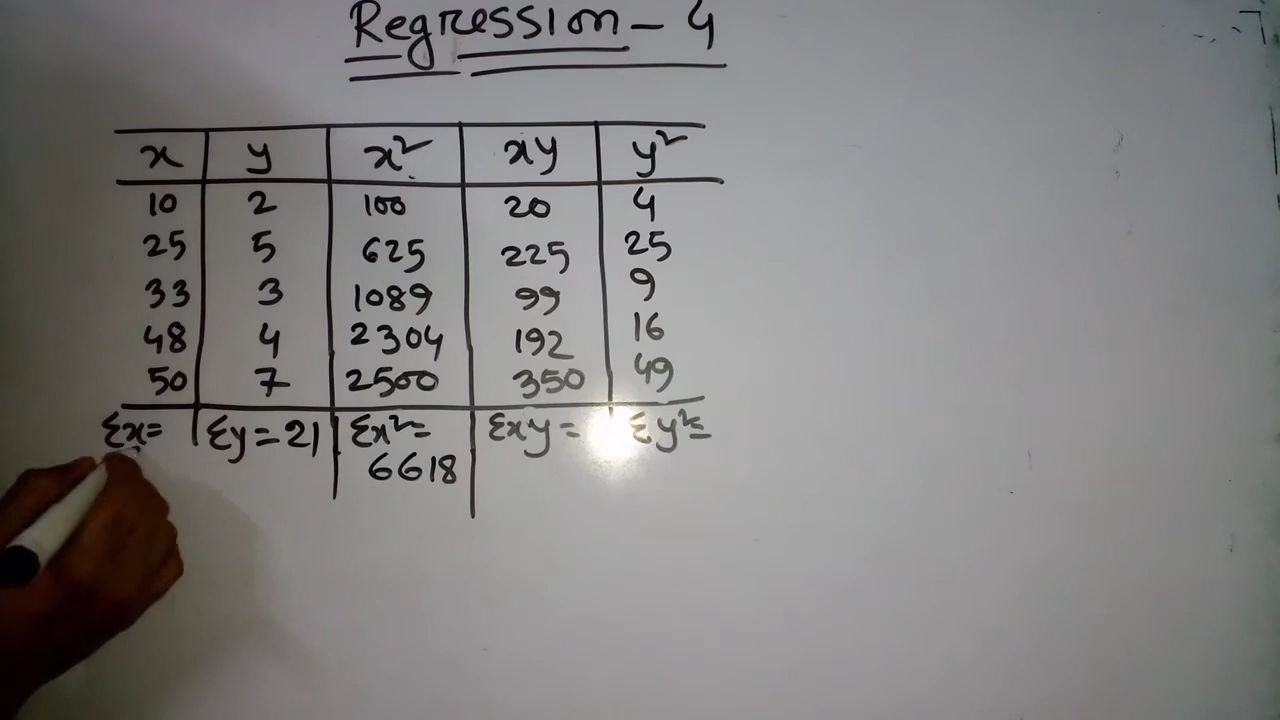 Regression - 4
x y x² xy y²
10 2 100 20 4
25 5 625 225 25
33 3 1089 99 9
48 4 2304 192 16
50 7 2500 350 49
Σx= Σy=21 Σx²= Σxy= Σy²=
6618